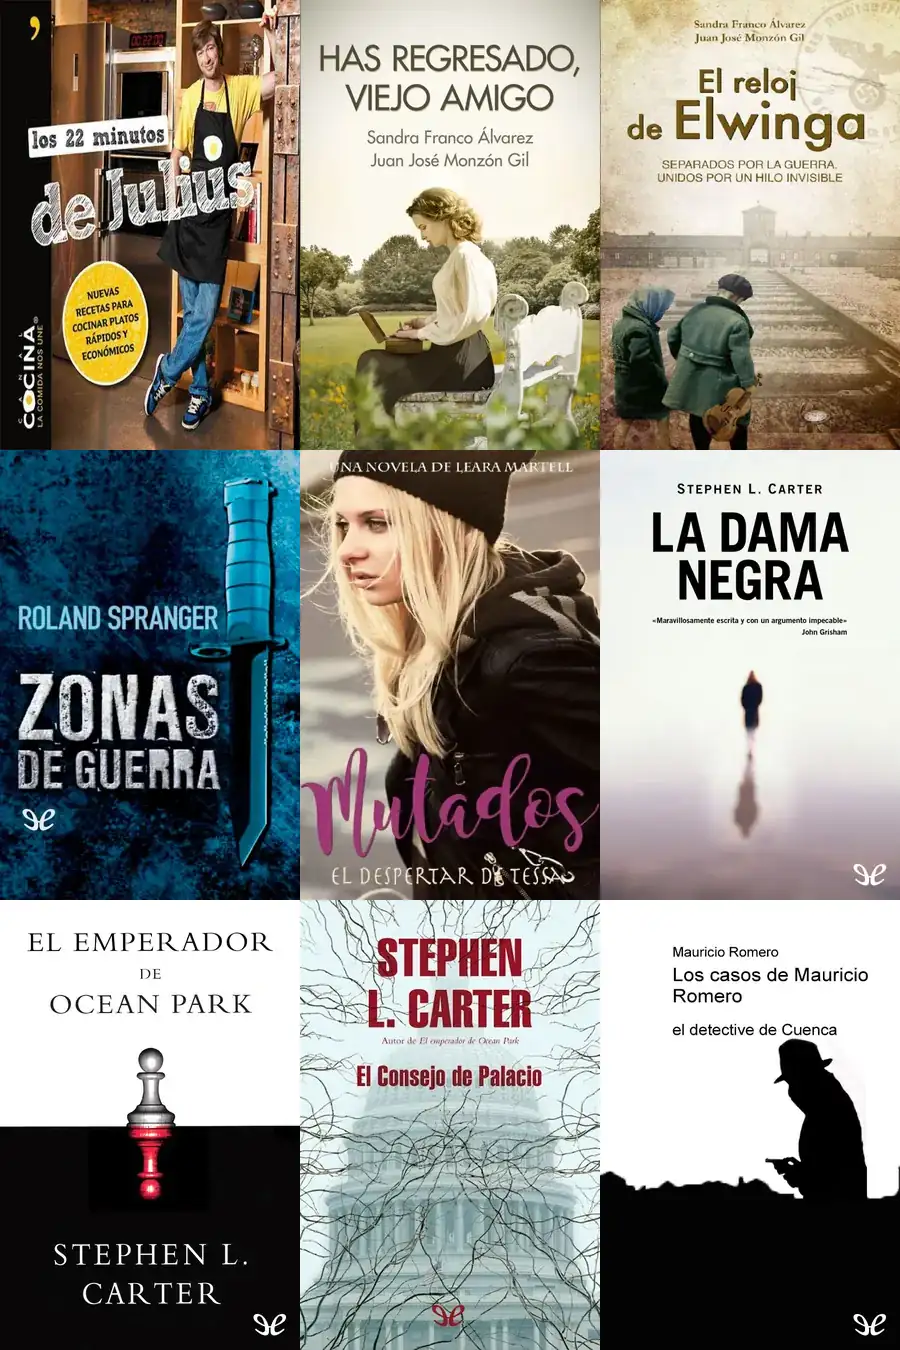 los 22 minutos
de Julius
NUEVAS
RECETAS PARA
COCINAR PLATOS
RÁPIDOS Y
ECONÓMICOS
CANAL COCINA®
LA COMIDA NOS UNE
HAS REGRESADO,
VIEJO AMIGO
Sandra Franco Álvarez
Juan José Monzón Gil
Sandra Franco Álvarez
Juan José Monzón Gil
El reloj
de Elwinga
SEPARADOS POR LA GUERRA.
UNIDOS POR UN HILO INVISIBLE
ROLAND SPRANGER
ZONAS
DE GUERRA
UNA NOVELA DE LEARA MARTELL
Mutados
EL DESPERTAR DE TESSA
STEPHEN L. CARTER
LA DAMA
NEGRA
«Maravillosamente escrita y con un argumento impecable»
John Grisham
EL EMPERADOR
DE
OCEAN PARK
STEPHEN L.
CARTER
STEPHEN
L. CARTER
Autor de El emperador de Ocean Park
El Consejo de Palacio
Mauricio Romero
Los casos de Mauricio
Romero
el detective de Cuenca